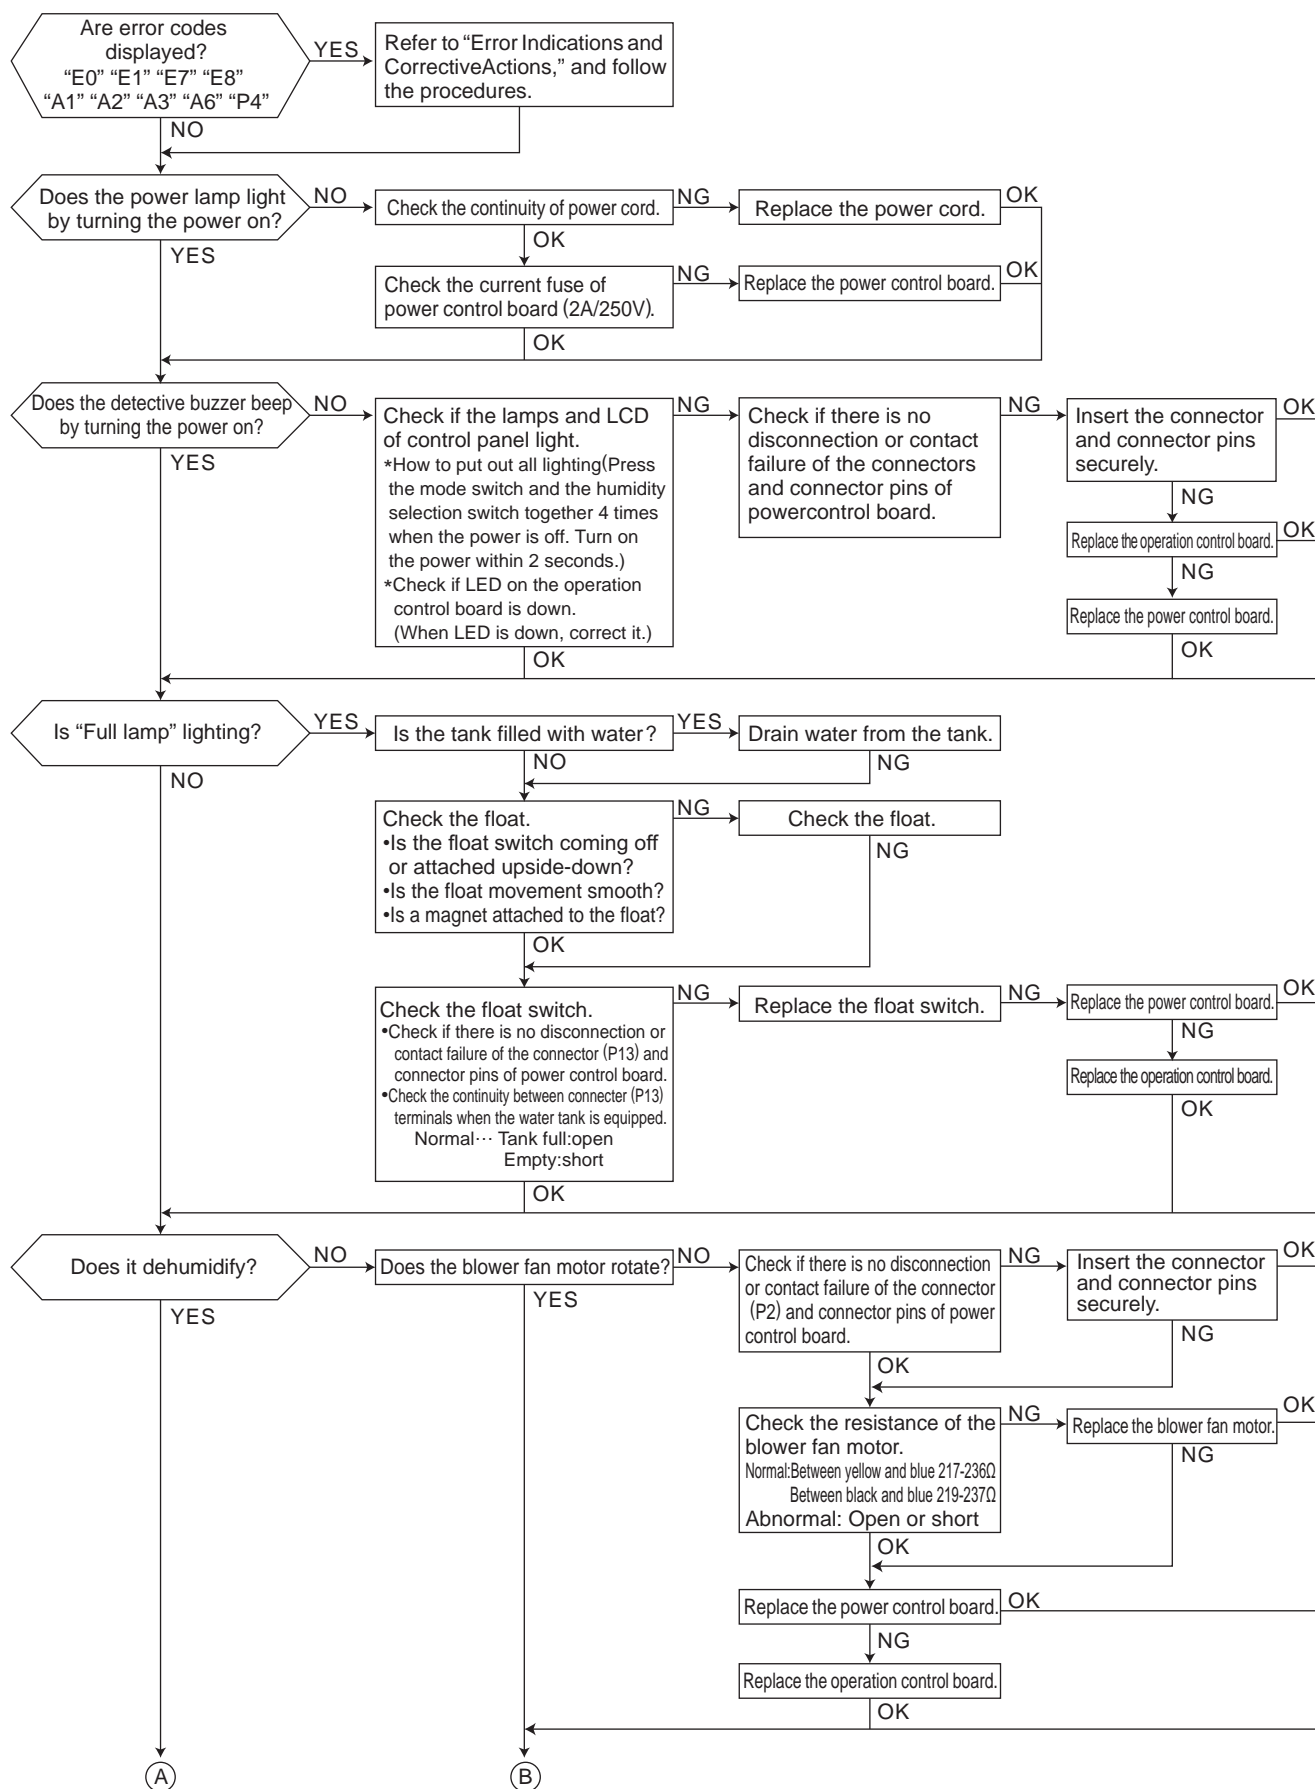 Are error codes
displayed?
“E0” “E1” “E7” “E8”
“A1” “A2” “A3” “A6” “P4”
YES
Refer to “Error Indications and
CorrectiveActions,” and follow
the procedures.
NO
Does the power lamp light
by turning the power on?
NO
Check the continuity of power cord.
NG
Replace the power cord.
OK
YES
OK
Check the current fuse of
power control board (2A/250V).
NG
Replace the power control board.
OK
OK
Does the detective buzzer beep
by turning the power on?
NO
Check if the lamps and LCD
of control panel light.
*How to put out all lighting(Press
the mode switch and the humidity
selection switch together 4 times
when the power is off. Turn on
the power within 2 seconds.)
*Check if LED on the operation
control board is down.
(When LED is down, correct it.)
NG
Check if there is no
disconnection or contact
failure of the connectors
and connector pins of
powercontrol board.
NG
Insert the connector
and connector pins
securely.
OK
YES
NG
Replace the operation control board.
OK
NG
Replace the power control board.
OK
OK
Is “Full lamp” lighting?
YES
Is the tank filled with water?
YES
Drain water from the tank.
NO
NO
NG
Check the float.
•Is the float switch coming off
or attached upside-down?
•Is the float movement smooth?
•Is a magnet attached to the float?
NG
Check the float.
NG
OK
Check the float switch.
•Check if there is no disconnection or
contact failure of the connector (P13) and
connector pins of power control board.
•Check the continuity between connecter (P13)
terminals when the water tank is equipped.
Normal⋯ Tank full:open
Empty:short
NG
Replace the float switch.
NG
Replace the power control board.
OK
NG
Replace the operation control board.
OK
OK
Does it dehumidify?
NO
Does the blower fan motor rotate?
NO
Check if there is no disconnection
or contact failure of the connector
(P2) and connector pins of power
control board.
NG
Insert the connector
and connector pins
securely.
OK
YES
YES
OK
NG
Check the resistance of the
blower fan motor.
Normal:Between yellow and blue 217-236Ω
Between black and blue 219-237Ω
Abnormal: Open or short
NG
Replace the blower fan motor.
OK
NG
OK
Replace the power control board.
OK
NG
Replace the operation control board.
OK
A
B